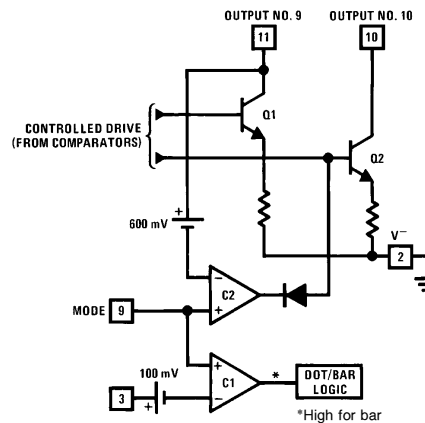 OUTPUT NO. 9 OUTPUT NO. 10
11 10
Q1
CONTROLLED DRIVE
(FROM COMPARATORS)
Q2
+
600 mV
V−
2
−
MODE 9
C2
+
100 mV
+
*
DOT/BAR
LOGIC
C1
3
+
−
*High for bar